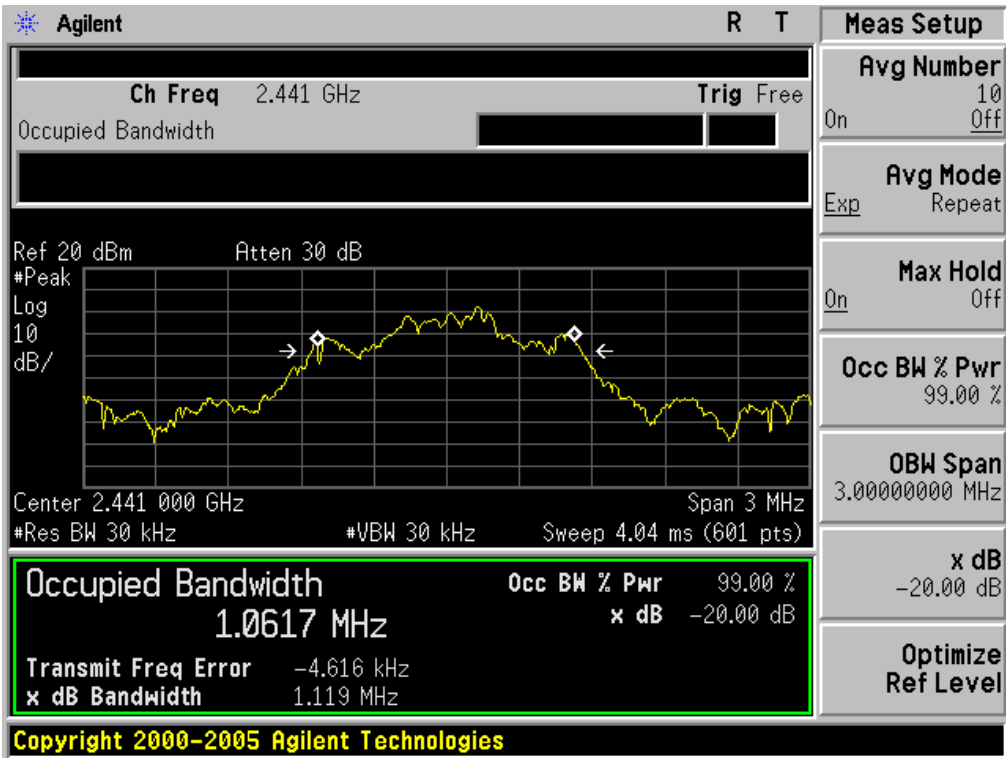 Agilent R T
Ch Freq 2.441 GHz Trig Free
Occupied Bandwidth
Ref 20 dBm Atten 30 dB
#Peak
Log
10
dB/
Center 2.441 000 GHz Span 3 MHz
#Res BW 30 kHz #VBW 30 kHz Sweep 4.04 ms (601 pts)
Occupied Bandwidth Occ BW % Pwr 99.00 %
1.0617 MHz x dB -20.00 dB
Transmit Freq Error -4.616 kHz
x dB Bandwidth 1.119 MHz
Copyright 2000-2005 Agilent Technologies
Meas Setup
Avg Number
10
On Off
Avg Mode
Exp Repeat
Max Hold
On Off
Occ BW % Pwr
99.00 %
OBW Span
3.00000000 MHz
x dB
-20.00 dB
Optimize
Ref Level